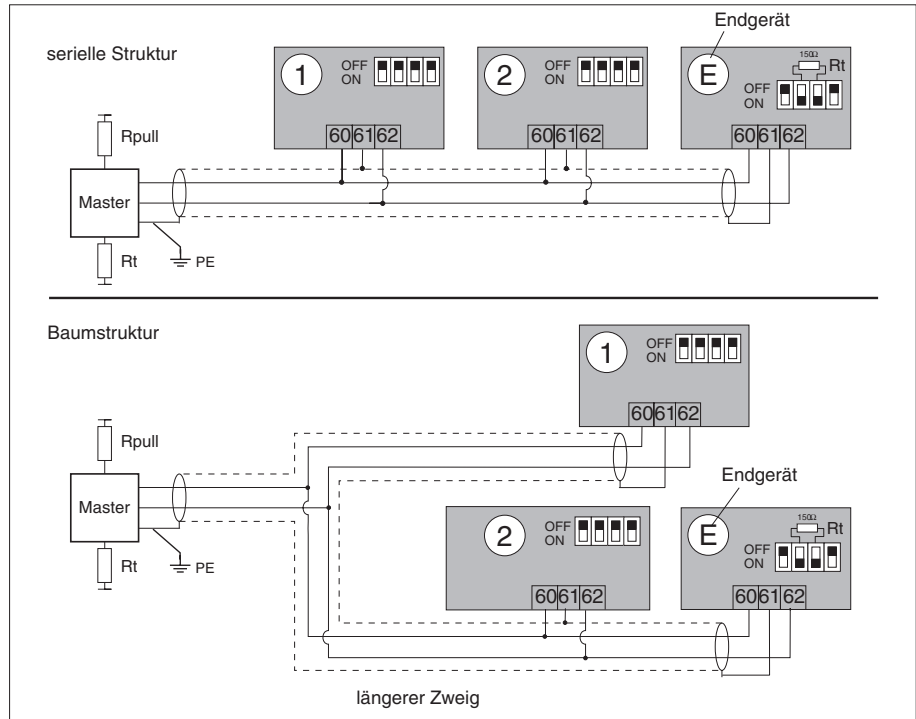 Endgerät
serielle Struktur
1
OFF
ON
2
OFF
ON
E
150Ω
Rt
OFF
ON
60 61 62
60 61 62
60 61 62
Rpull
Master
Rt
PE
Baumstruktur
1
OFF
ON
60 61 62
Rpull
Master
Rt
PE
Endgerät
2
OFF
ON
E
150Ω
Rt
OFF
ON
60 61 62
60 61 62
längerer Zweig